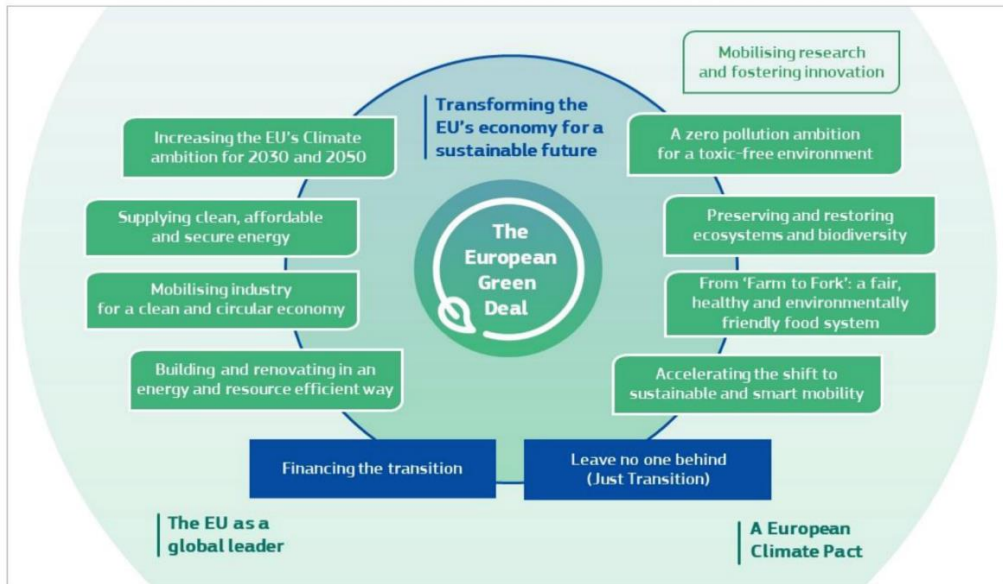 Mobilising research
and fostering innovation
Transforming the
EU's economy for a
sustainable future
Increasing the EU's Climate
ambition for 2030 and 2050
A zero pollution ambition
for a toxic-free environment
Supplying clean, affordable
and secure energy
Preserving and restoring
ecosystems and biodiversity
The
European
Green
Deal
Mobilising industry
for a clean and circular economy
From 'Farm to Fork': a fair,
healthy and environmentally
friendly food system
Building and renovating in an
energy and resource efficient way
Accelerating the shift to
sustainable and smart mobility
Financing the transition
Leave no one behind
(Just Transition)
The EU as a
global leader
A European
Climate Pact